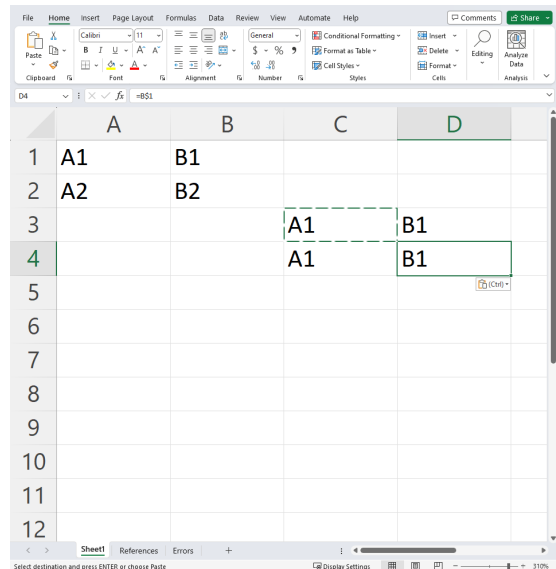 File Home Insert Page Layout Formulas Data Review View Automate Help Comments Share
Paste Calibri 11 General Conditional Formatting Insert Editing Analyze Data
B I U A A $ % 9 Format as Table Delete
A Cell Styles Format
Clipboard Font Alignment Number Styles Cells Analysis
D4 fx =B$1
A B C D
1 A1 B1
2 A2 B2
3 A1 B1
4 A1 B1
5 (Ctrl)
6
7
8
9
10
11
12
Sheet1 References Errors +
Select destination and press ENTER or choose Paste Display Settings 310%